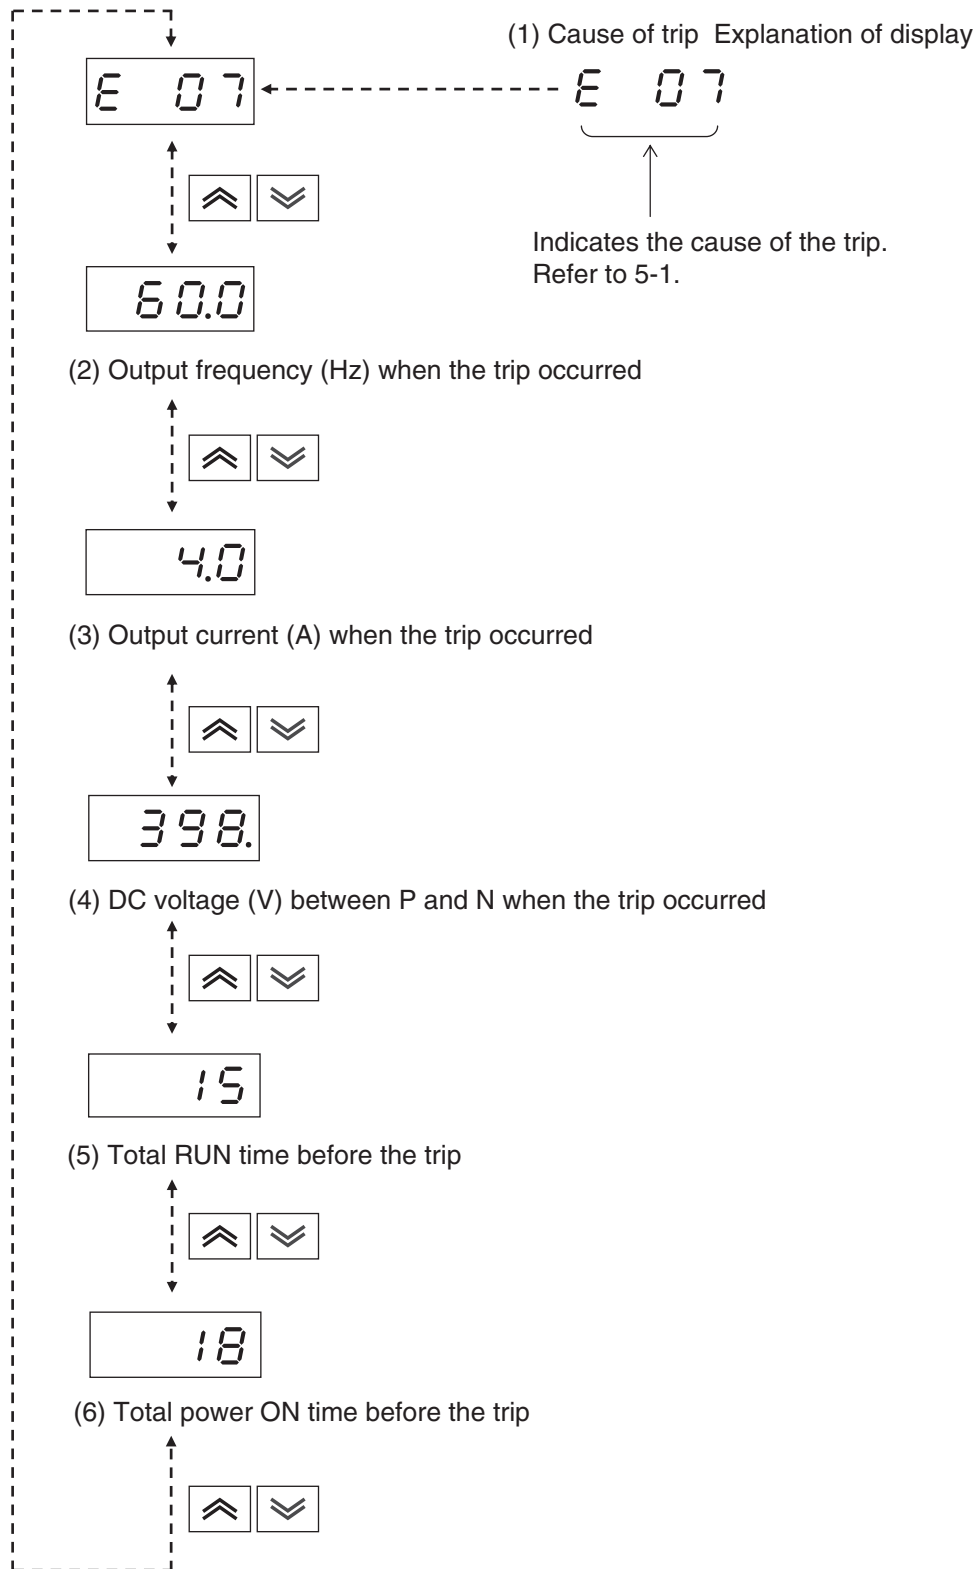 (1) Cause of trip Explanation of display
E 07
E 07
Indicates the cause of the trip.
Refer to 5-1.
60.0
(2) Output frequency (Hz) when the trip occurred
4.0
(3) Output current (A) when the trip occurred
398.
(4) DC voltage (V) between P and N when the trip occurred
15
(5) Total RUN time before the trip
18
(6) Total power ON time before the trip